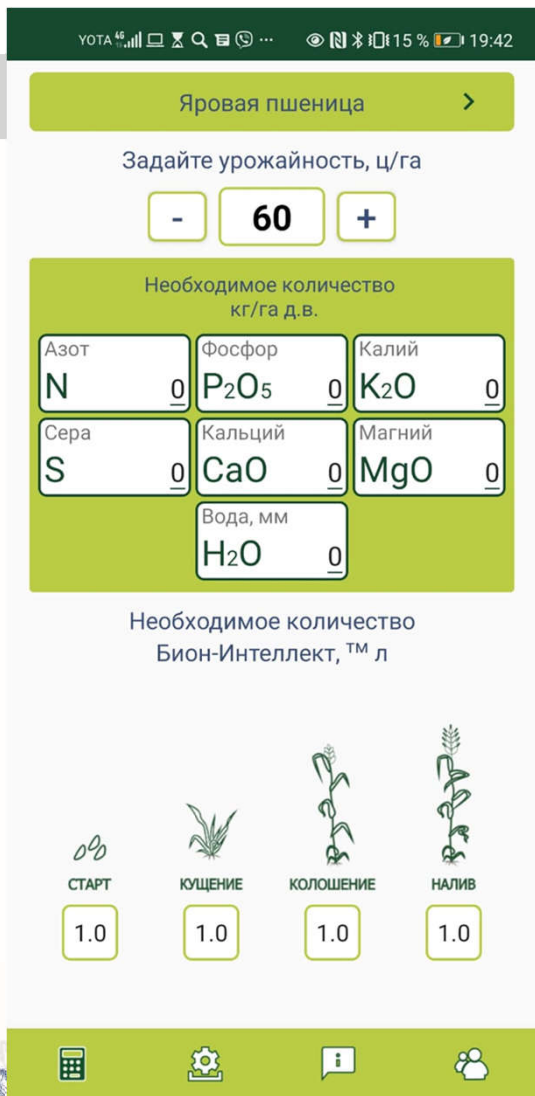 YOTA 4G ... 15 % 19:42
Яровая пшеница >
Задайте урожайность, ц/га
- 60 +
Необходимое количество
кг/га д.в.
Азот Фосфор Калий
N 0 P2O5 0 K2O 0
Сера Кальций Магний
S 0 CaO 0 MgO 0
Вода, мм
H2O 0
Необходимое количество
Бион-Интеллект, ™ л
СТАРТ КУЩЕНИЕ КОЛОШЕНИЕ НАЛИВ
1.0 1.0 1.0 1.0